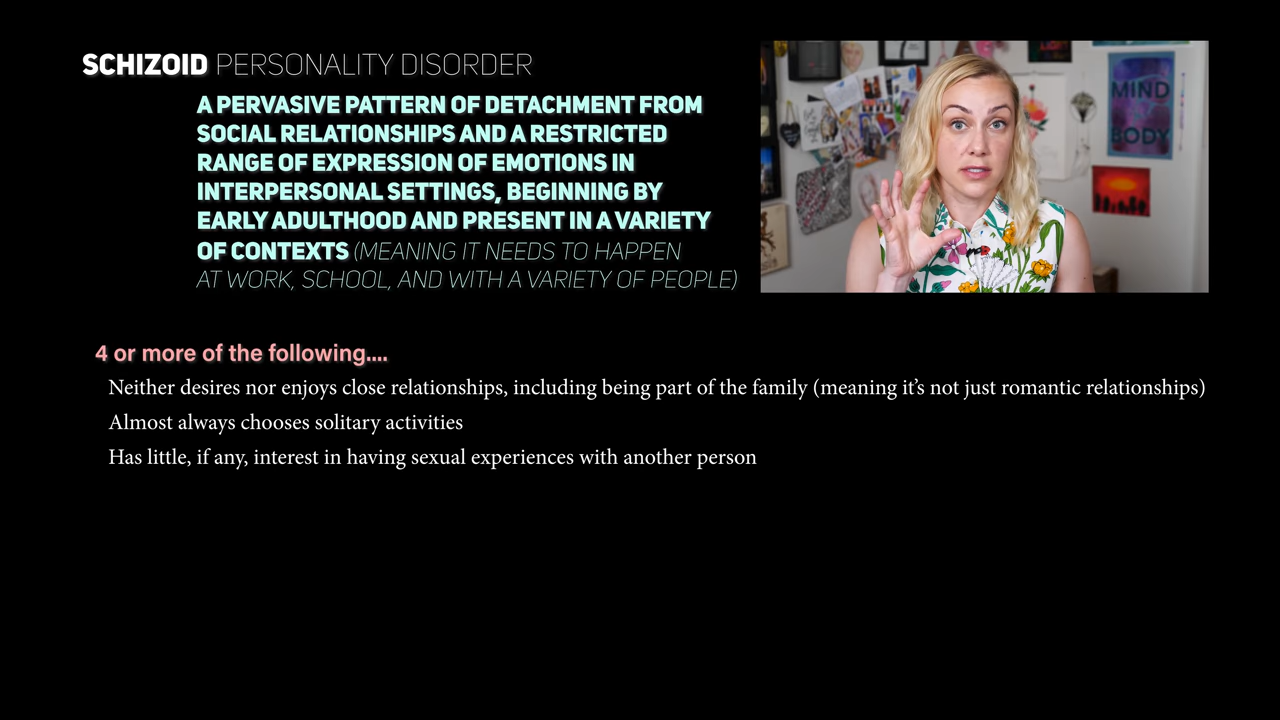 SCHIZOID PERSONALITY DISORDER
A PERVASIVE PATTERN OF DETACHMENT FROM
SOCIAL RELATIONSHIPS AND A RESTRICTED
RANGE OF EXPRESSION OF EMOTIONS IN
INTERPERSONAL SETTINGS, BEGINNING BY
EARLY ADULTHOOD AND PRESENT IN A VARIETY
OF CONTEXTS (MEANING IT NEEDS TO HAPPEN
AT WORK, SCHOOL, AND WITH A VARIETY OF PEOPLE)
MIND
BODY
4 or more of the following....
Neither desires nor enjoys close relationships, including being part of the family (meaning it’s not just romantic relationships)
Almost always chooses solitary activities
Has little, if any, interest in having sexual experiences with another person